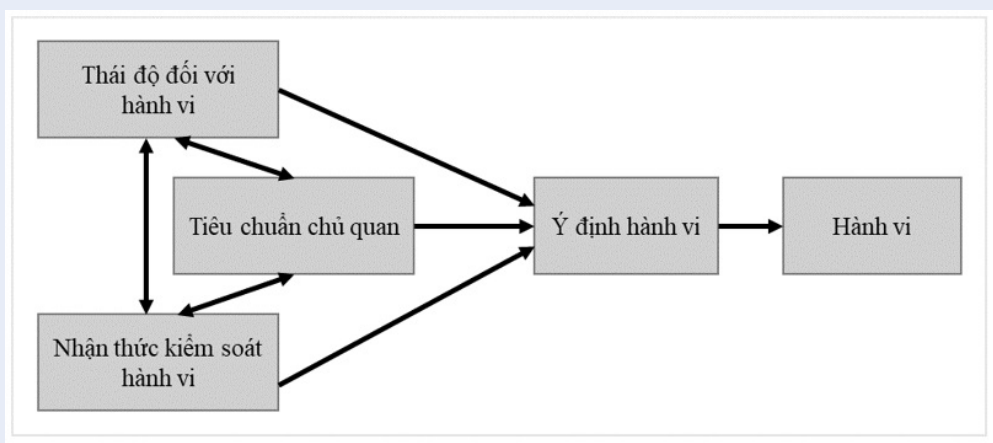 Thái độ đối với
hành vi
Tiêu chuẩn chủ quan
Ý định hành vi
Hành vi
Nhận thức kiểm soát
hành vi